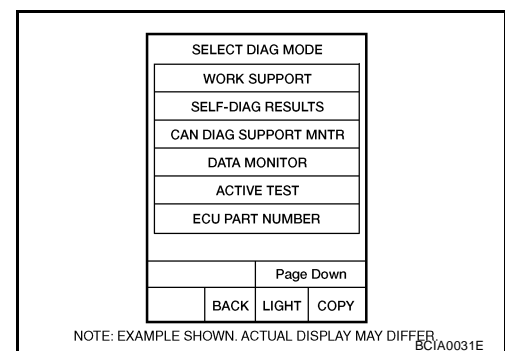 SELECT DIAG MODE
WORK SUPPORT
SELF-DIAG RESULTS
CAN DIAG SUPPORT MNTR
DATA MONITOR
ACTIVE TEST
ECU PART NUMBER
Page Down
BACK LIGHT COPY
NOTE: EXAMPLE SHOWN. ACTUAL DISPLAY MAY DIFFER.
BCIA0031E